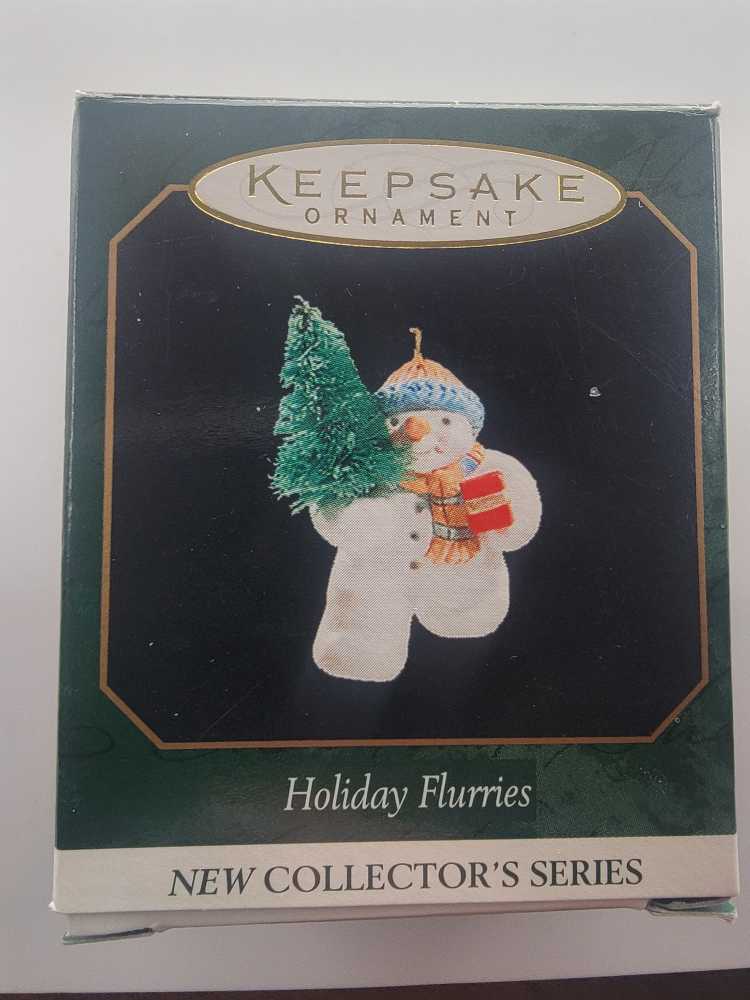 KEEPSAKE
ORNAMENT
Holiday Flurries
NEW COLLECTOR'S SERIES